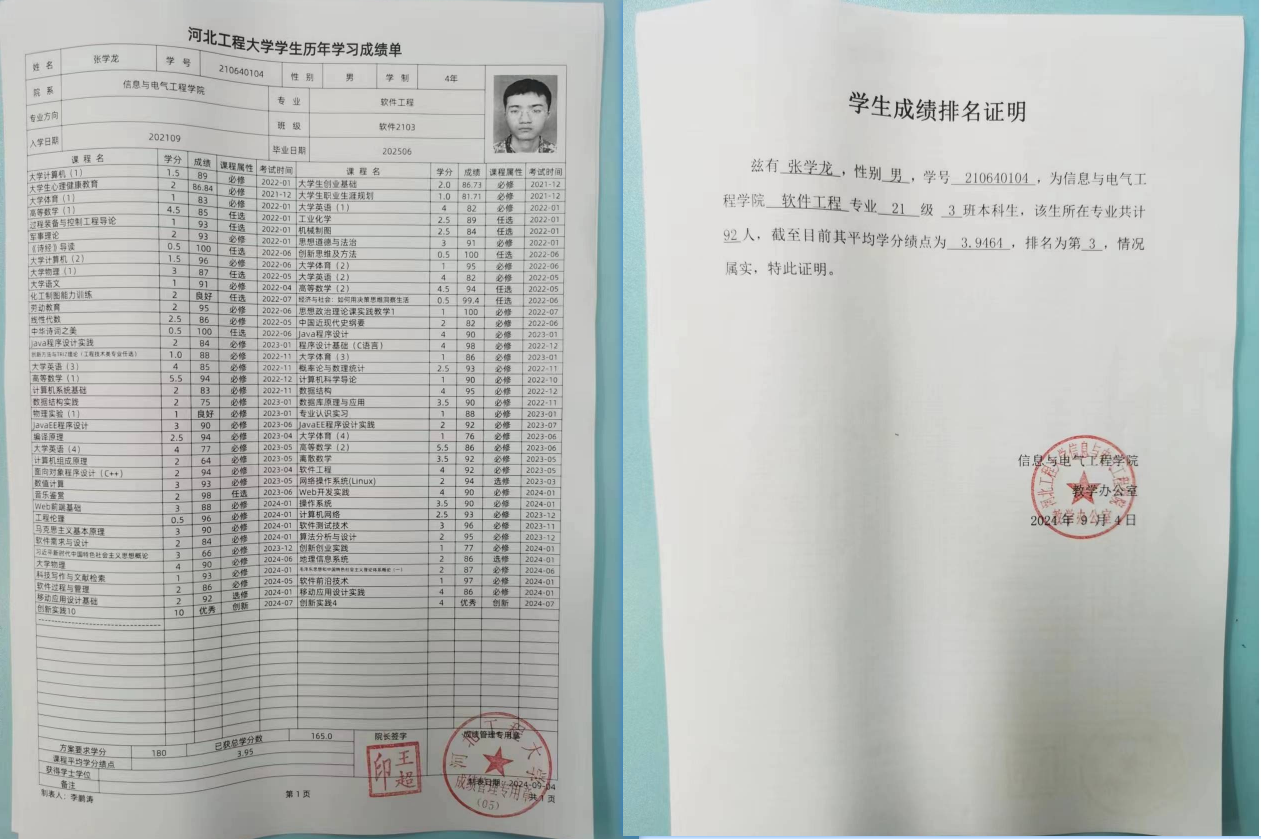 河北工程大学学生历年学习成绩单
姓 名 张学龙 学 号 210640104 性 别 男 学 制 4年
院 系 信息与电气工程学院 专 业 软件工程
专业方向 班 级 软件2103
入学日期 202109 毕业日期 202506
课 程 名 学分 成绩 课程属性 考试时间 课 程 名 学分 成绩 课程属性 考试时间
大学计算机（1） 1.5 89 必修 2022-01 大学生创业基础 2.0 86.73 必修 2021-12
大学生心理健康教育 2 86.84 必修 2021-12 大学生职业生涯规划 1.0 81.71 必修 2021-12
大学体育（1） 1 83 必修 2022-01 大学英语（1） 4 82 必修 2022-01
高等数学（1） 4.5 85 任选 2022-01 工业化学 2.5 89 任选 2022-01
过程装备与控制工程导论 1 93 任选 2022-01 机械制图 2.5 84 任选 2022-01
军事理论 2 93 必修 2022-01 思想道德与法治 3 91 必修 2022-01
《诗经》导读 0.5 100 任选 2022-06 创新思维及方法 0.5 100 任选 2022-06
大学计算机（2） 1.5 96 必修 2022-06 大学体育（2） 1 95 必修 2022-06
大学物理（1） 3 87 任选 2022-05 大学英语（2） 4 82 必修 2022-05
大学语文 1 91 必修 2022-04 高等数学（2） 4.5 94 任选 2022-05
化工制图能力训练 2 良好 任选 2022-07 经济与社会：如何用决策思维洞察生活 0.5 99.4 任选 2022-06
劳动教育 2 95 必修 2022-06 思想政治理论课实践教学1 1 100 必修 2022-07
线性代数 2.5 86 必修 2022-05 中国近现代史纲要 2 82 必修 2022-06
中华诗词之美 0.5 100 任选 2022-06 Java程序设计 4 90 必修 2023-01
Java程序设计实践 2 84 必修 2023-01 程序设计基础（C语言） 4 98 必修 2022-12
创新方法与TRIZ理论（工程技术类专业任选） 1.0 88 必修 2022-11 大学体育（3） 1 86 必修 2023-01
大学英语（3） 4 85 必修 2022-11 概率论与数理统计 2.5 93 必修 2022-11
高等数学（1） 5.5 94 必修 2022-12 计算机科学导论 1 90 必修 2022-10
计算机系统基础 2 83 必修 2022-11 数据结构 4 95 必修 2022-12
数据结构实践 2 75 必修 2023-01 数据库原理与应用 3.5 90 必修 2022-11
物理实验（1） 1 良好 必修 2023-01 专业认识实习 1 88 必修 2023-01
JavaEE程序设计 3 90 必修 2023-06 JavaEE程序设计实践 2 92 必修 2023-07
编译原理 2.5 94 必修 2023-04 大学体育（4） 1 76 必修 2023-06
大学英语（4） 4 77 必修 2023-05 高等数学（2） 5.5 86 必修 2023-06
计算机组成原理 2 64 必修 2023-05 离散数学 3.5 92 必修 2023-05
面向对象程序设计（C++） 2 94 必修 2023-04 软件工程 4 92 必修 2023-05
数值计算 3 93 必修 2023-05 网络操作系统(Linux) 2 94 选修 2023-03
音乐鉴赏 2 98 任选 2023-06 Web开发实践 4 90 必修 2024-01
Web前端基础 3 88 必修 2024-01 操作系统 3.5 90 必修 2024-01
工程伦理 0.5 96 必修 2024-01 计算机网络 2.5 93 必修 2023-12
马克思主义基本原理 3 90 必修 2024-01 软件测试技术 3 96 必修 2023-11
软件需求与设计 2 84 必修 2024-01 算法分析与设计 2 95 必修 2023-12
习近平新时代中国特色社会主义思想概论 3 66 必修 2023-12 创新创业实践 1 77 必修 2024-01
大学物理 4 90 必修 2024-06 地理信息系统 2 86 选修 2024-01
科技写作与文献检索 1 93 必修 2024-01 毛泽东思想和中国特色社会主义理论体系概论（一） 2 87 必修 2024-06
软件过程与管理 2 86 必修 2024-05 软件前沿技术 1 97 必修 2024-01
移动应用设计基础 2 92 选修 2024-01 移动应用设计实践 4 86 必修 2024-01
创新实践10 10 优秀 创新 2024-07 创新实践4 4 优秀 创新 2024-07
方案要求学分 180 已获总学分数 165.0 院长签字 成绩管理专用章
课程平均学分绩点 3.95
获得学士学位
备注
王超印
河北工程大学
成绩管理专用章
(05)
制表日期：2024-09-04
制表人：李鹏涛 第 1 页 共 1 页
学生成绩排名证明
兹有 张学龙 ，性别 男 ，学号 210640104 ，为信息与电气工
程学院 软件工程 专业 21 级 3 班本科生，该生所在专业共计
92 人，截至目前其平均学分绩点为 3.9464 ，排名为第 3 ，情况
属实，特此证明。
信息与电气工程学院
教学办公室
2024 年 9 月 4 日
河北工程大学信息与电气工程学院
教学办公室